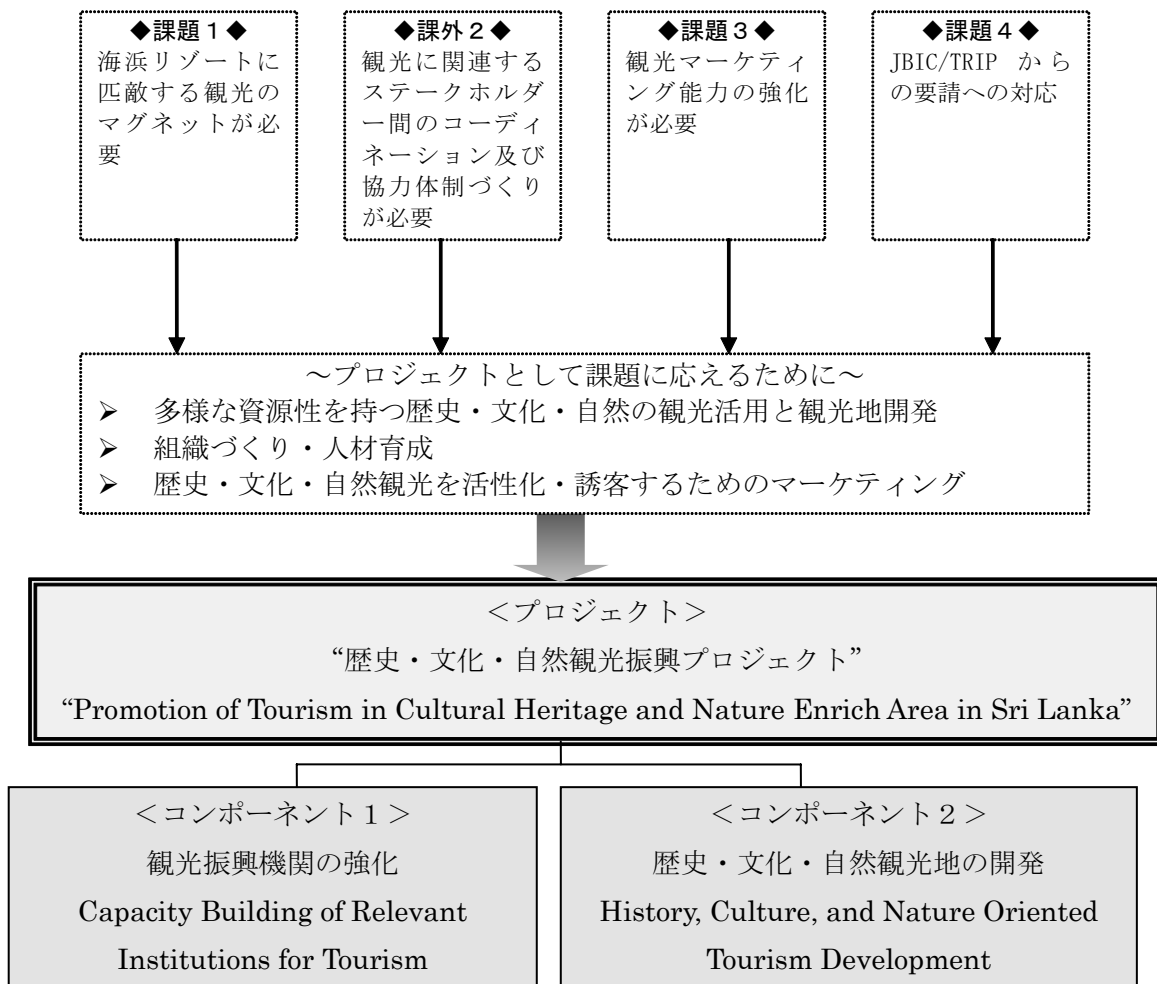 ◆課題１◆
海浜リゾートに
匹敵する観光の
マグネットが必
要
◆課外２◆
観光に関連する
ステークホルダ
ー間のコーディ
ネーション及び
協力体制づくり
が必要
◆課題３◆
観光マーケティ
ング能力の強化
が必要
◆課題４◆
JBIC/TRIP から
の要請への対応
～プロジェクトとして課題に応えるために～
➢ 多様な資源性を持つ歴史・文化・自然の観光活用と観光地開発
➢ 組織づくり・人材育成
➢ 歴史・文化・自然観光を活性化・誘客するためのマーケティング
＜プロジェクト＞
“歴史・文化・自然観光振興プロジェクト”
“Promotion of Tourism in Cultural Heritage and Nature Enrich Area in Sri Lanka”
＜コンポーネント１＞
観光振興機関の強化
Capacity Building of Relevant
Institutions for Tourism
＜コンポーネント２＞
歴史・文化・自然観光地の開発
History, Culture, and Nature Oriented
Tourism Development